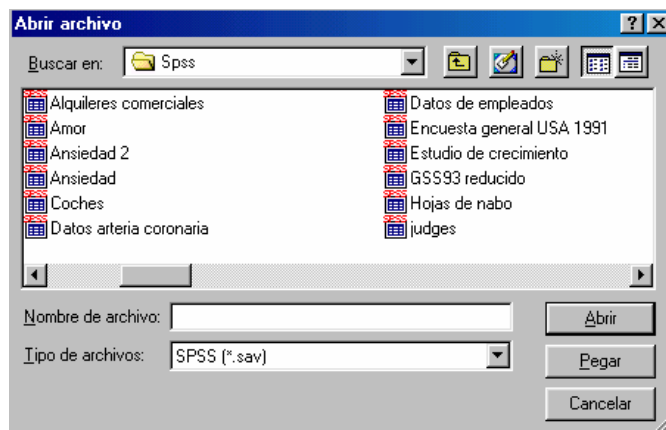 Abrir archivo
Buscar en: Spss
Alquileres comerciales
Amor
Ansiedad 2
Ansiedad
Coches
Datos arteria coronaria
Datos de empleados
Encuesta general USA 1991
Estudio de crecimiento
GSS93 reducido
Hojas de nabo
judges
Nombre de archivo:
Abrir
Tipo de archivos: SPSS (*.sav)
Pegar
Cancelar